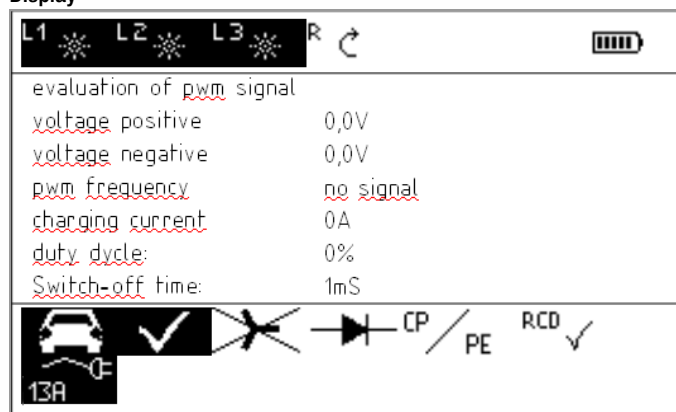 Display
L1 L2 L3 R
evaluation of pwm signal
voltage positive 0,0V
voltage negative 0,0V
pwm frequency no signal
charging current 0A
duty dycle: 0%
Switch-off time: 1mS
CP/PE RCD
13A